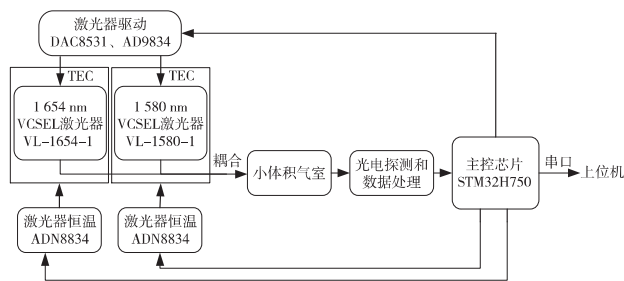 激光器驱动
DAC8531、AD9834
TEC
TEC
1 654 nm
VCSEL激光器
VL-1654-1
1 580 nm
VCSEL激光器
VL-1580-1
耦合
小体积气室
光电探测和
数据处理
主控芯片
STM32H750
串口
上位机
激光器恒温
ADN8834
激光器恒温
ADN8834